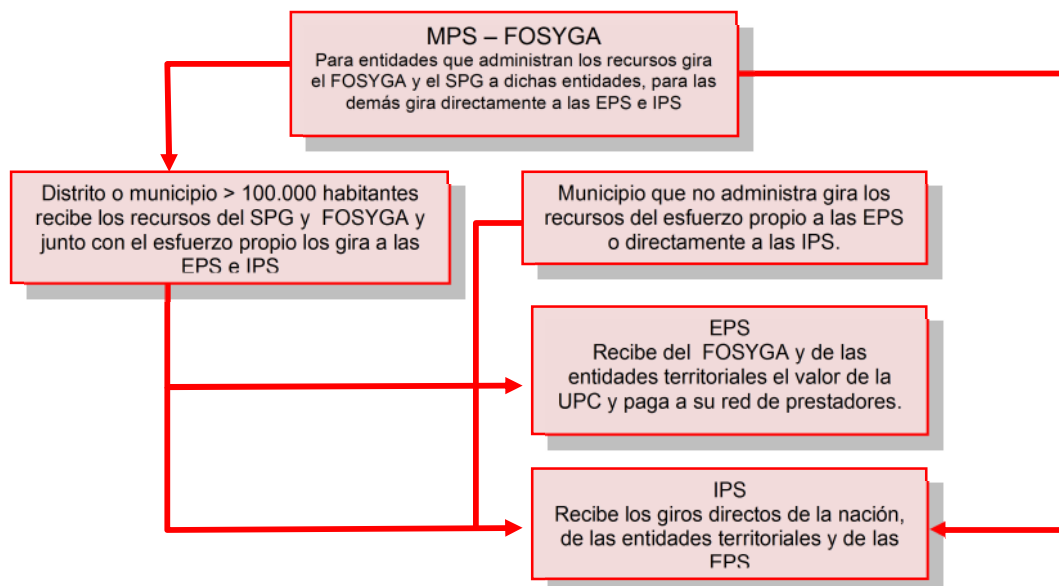 MPS – FOSYGA
Para entidades que administran los recursos gira
el FOSYGA y el SPG a dichas entidades, para las
demás gira directamente a las EPS e IPS
Distrito o municipio > 100.000 habitantes
recibe los recursos del SPG y FOSYGA y
junto con el esfuerzo propio los gira a las
EPS e IPS
Municipio que no administra gira los
recursos del esfuerzo propio a las EPS
o directamente a las IPS.
EPS
Recibe del FOSYGA y de las
entidades territoriales el valor de la
UPC y paga a su red de prestadores.
IPS
Recibe los giros directos de la nación,
de las entidades territoriales y de las
EPS